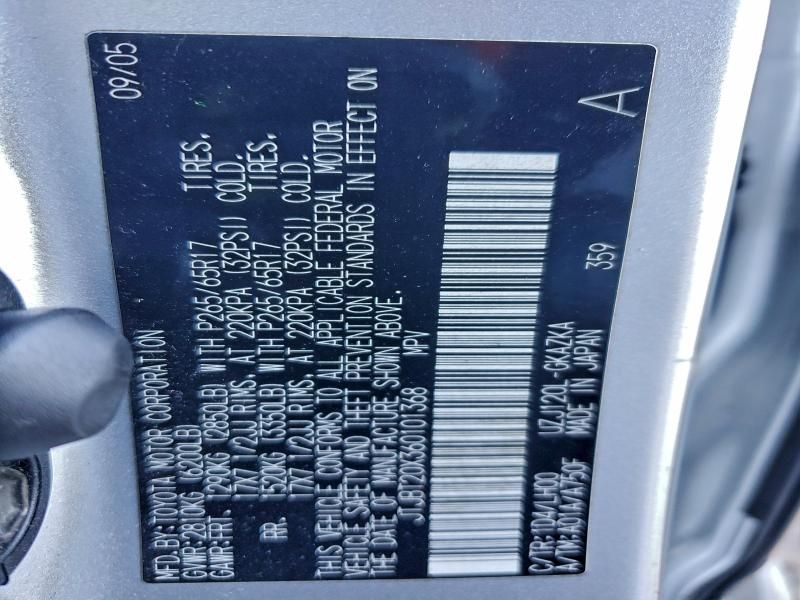 MFD.BY: TOYOTA MOTOR CORPORATION 09/05
GVWR:2810KG (6200LB)
GAWR:FRT. 1290KG (2850LB) WITH P265/65R17 TIRES,
17X7 1/2JJ RIMS. AT 220KPA (32PSI) COLD.
RR. 1520KG (3350LB) WITH P265/65R17 TIRES,
17X7 1/2JJ RIMS. AT 220KPA (32PSI) COLD.
THIS VEHICLE CONFORMS TO ALL APPLICABLE FEDERAL MOTOR
VEHICLE SAFETY AND THEFT PREVENTION STANDARDS IN EFFECT ON
THE DATE OF MANUFACTURE SHOWN ABOVE.
JTJBT20X360101368 MPV
UZJ120L-GKAZKA
C/TR:1D4/LH00 MADE IN JAPAN 359 A
A/TM:A01A/A750F